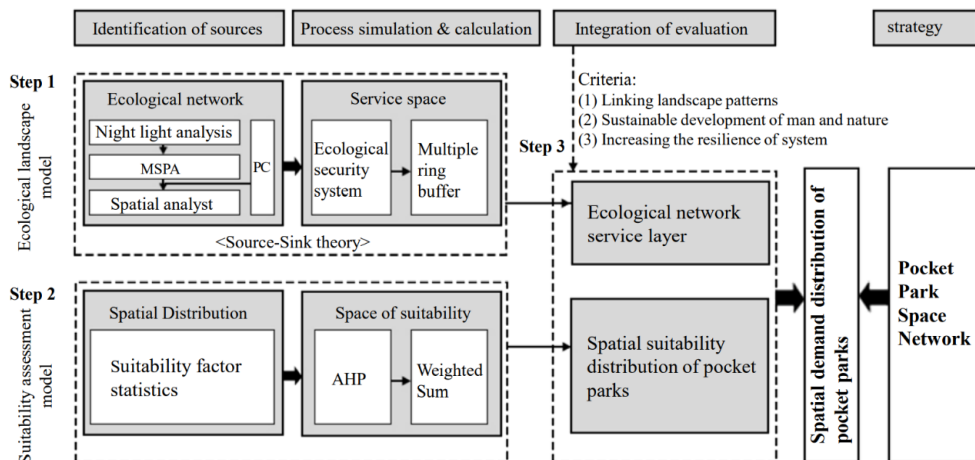 Identification of sources
Process simulation & calculation
Integration of evaluation
strategy
Step 1
Ecological landscape
model
Ecological network
Night light analysis
MSPA
Spatial analyst
PC
Service space
Ecological
security
system
Multiple
ring
buffer
<Source-Sink theory>
Criteria:
(1) Linking landscape patterns
(2) Sustainable development of man and nature
(3) Increasing the resilience of system
Step 3
Ecological network
service layer
Step 2
Suitability assessment
model
Spatial Distribution
Suitability factor
statistics
Space of suitability
AHP
Weighted
Sum
Spatial suitability
distribution of pocket
parks
Spatial demand distribution of
pocket parks
Pocket
Park
Space
Network